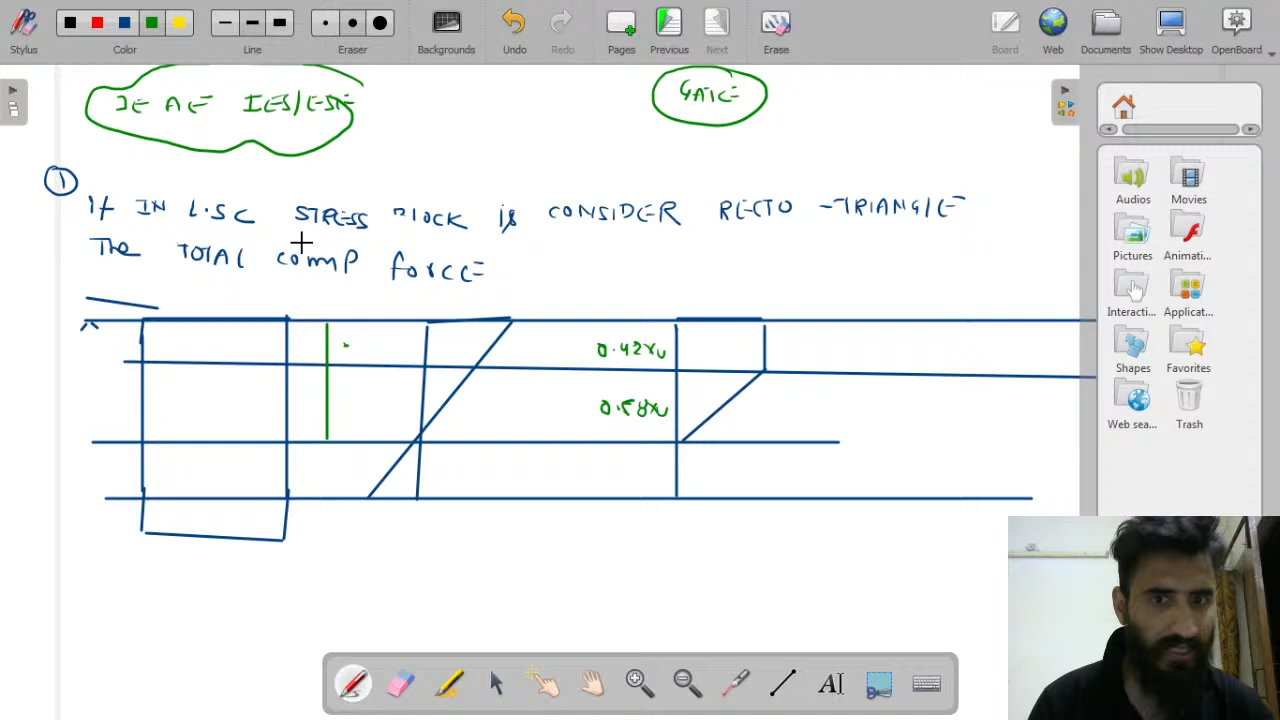 Stylus
Color
Line
Eraser
Backgrounds
Undo
Redo
Pages
Previous
Next
Erase
Board
Web
Documents
Show Desktop
OpenBoard
JE AE IES/ESE
GATE
1
If IN L.S.C STRESS BLOCK is CONSIDER RECTO -TRIANGLE
The TOTAL comp force
0.42xu
0.58xu
Audios
Movies
Pictures
Animati...
Interacti...
Applicat...
Shapes
Favorites
Web sea...
Trash
AI